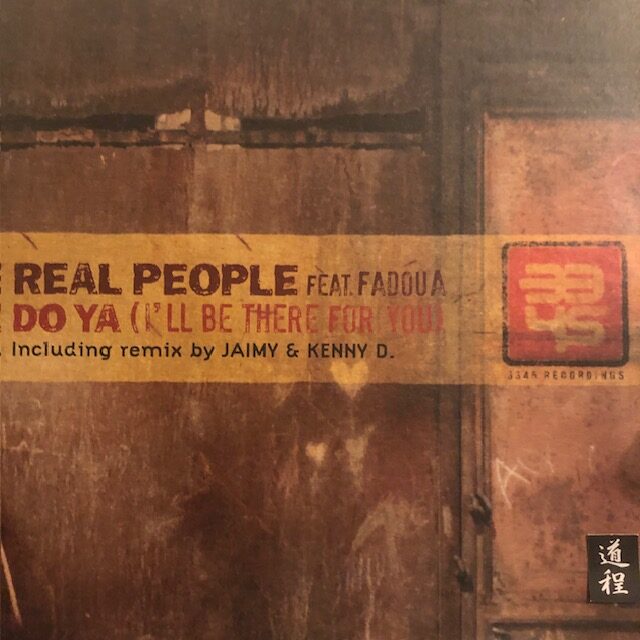 REAL PEOPLE FEAT. FADOUA
DO YA (I'LL BE THERE FOR YOU)
. Including remix by JAIMY & KENNY D.
3345
3345 RECORDINGS
道程